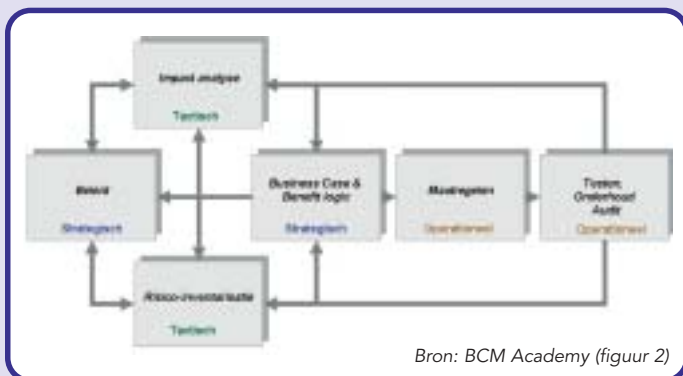 Impact analyse
Tactisch
Beleid
Strategisch
Business Case &
Benefit logic
Strategisch
Maatregelen
Operationeel
Testen,
Onderhoud
Audit
Operationeel
Risico-inventarisatie
Tactisch
Bron: BCM Academy (figuur 2)